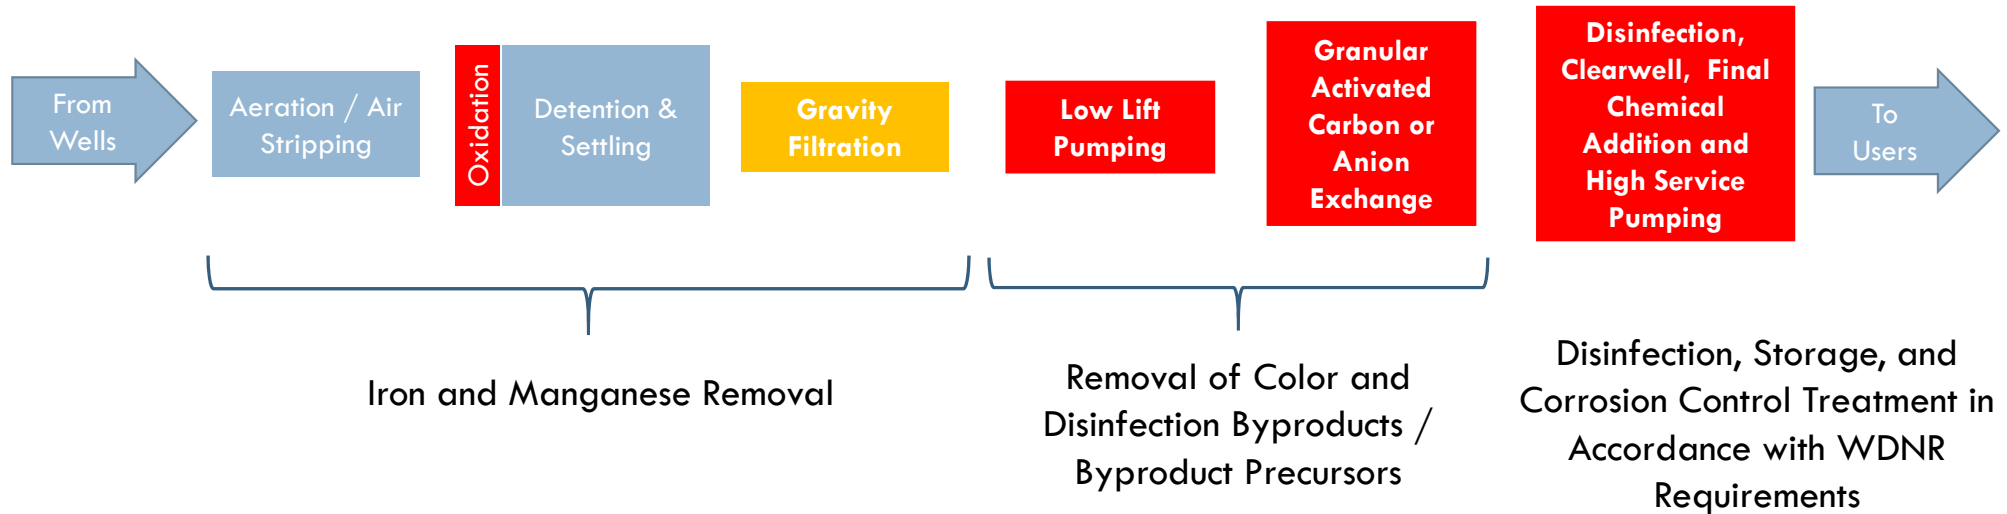 From
Wells
Aeration / Air
Stripping
Oxidation
Detention &
Settling
Gravity
Filtration
Low Lift
Pumping
Granular
Activated
Carbon or
Anion
Exchange
Disinfection,
Clearwell, Final
Chemical
Addition and
High Service
Pumping
To
Users
Iron and Manganese Removal
Removal of Color and
Disinfection Byproducts /
Byproduct Precursors
Disinfection, Storage, and
Corrosion Control Treatment in
Accordance with WDNR
Requirements